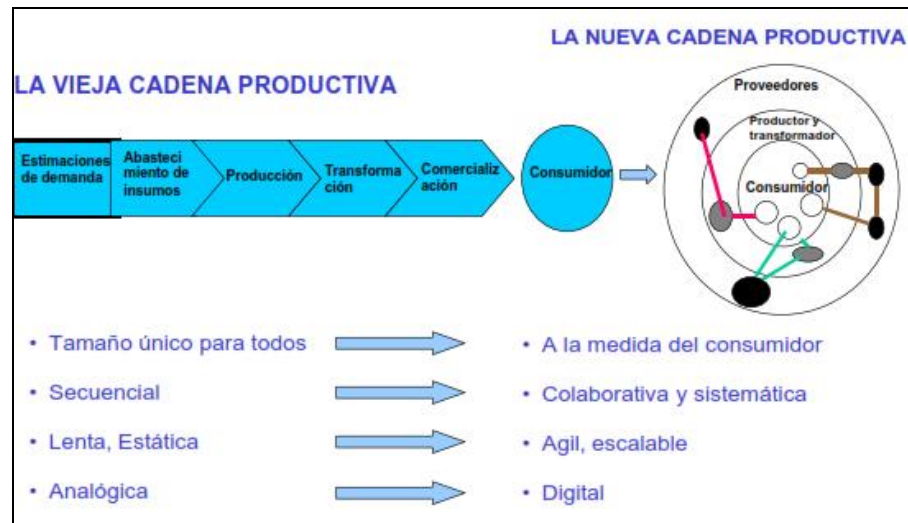 LA NUEVA CADENA PRODUCTIVA
LA VIEJA CADENA PRODUCTIVA
Estimaciones
de demanda
Abasteci
miento de
insumos
Producción
Transforma
ción
Comercializ
ación
Consumidor
Proveedores
Productor y
transformador
Consumidor
• Tamaño único para todos
• A la medida del consumidor
• Secuencial
• Colaborativa y sistemática
• Lenta, Estática
• Agil, escalable
• Analógica
• Digital